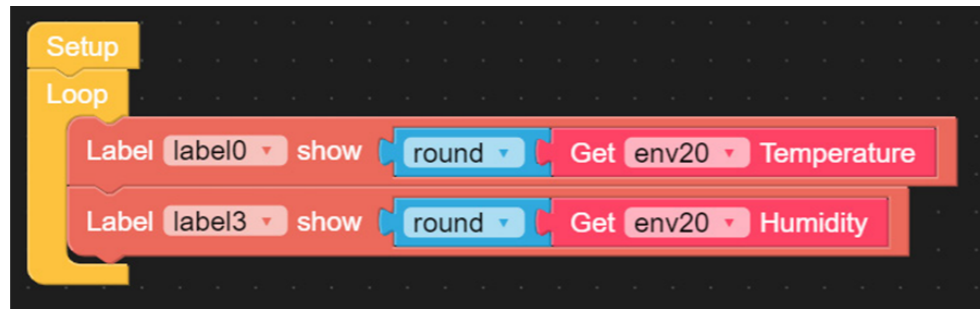 Setup
Loop
Label label0 show round Get env20 Temperature
Label label3 show round Get env20 Humidity